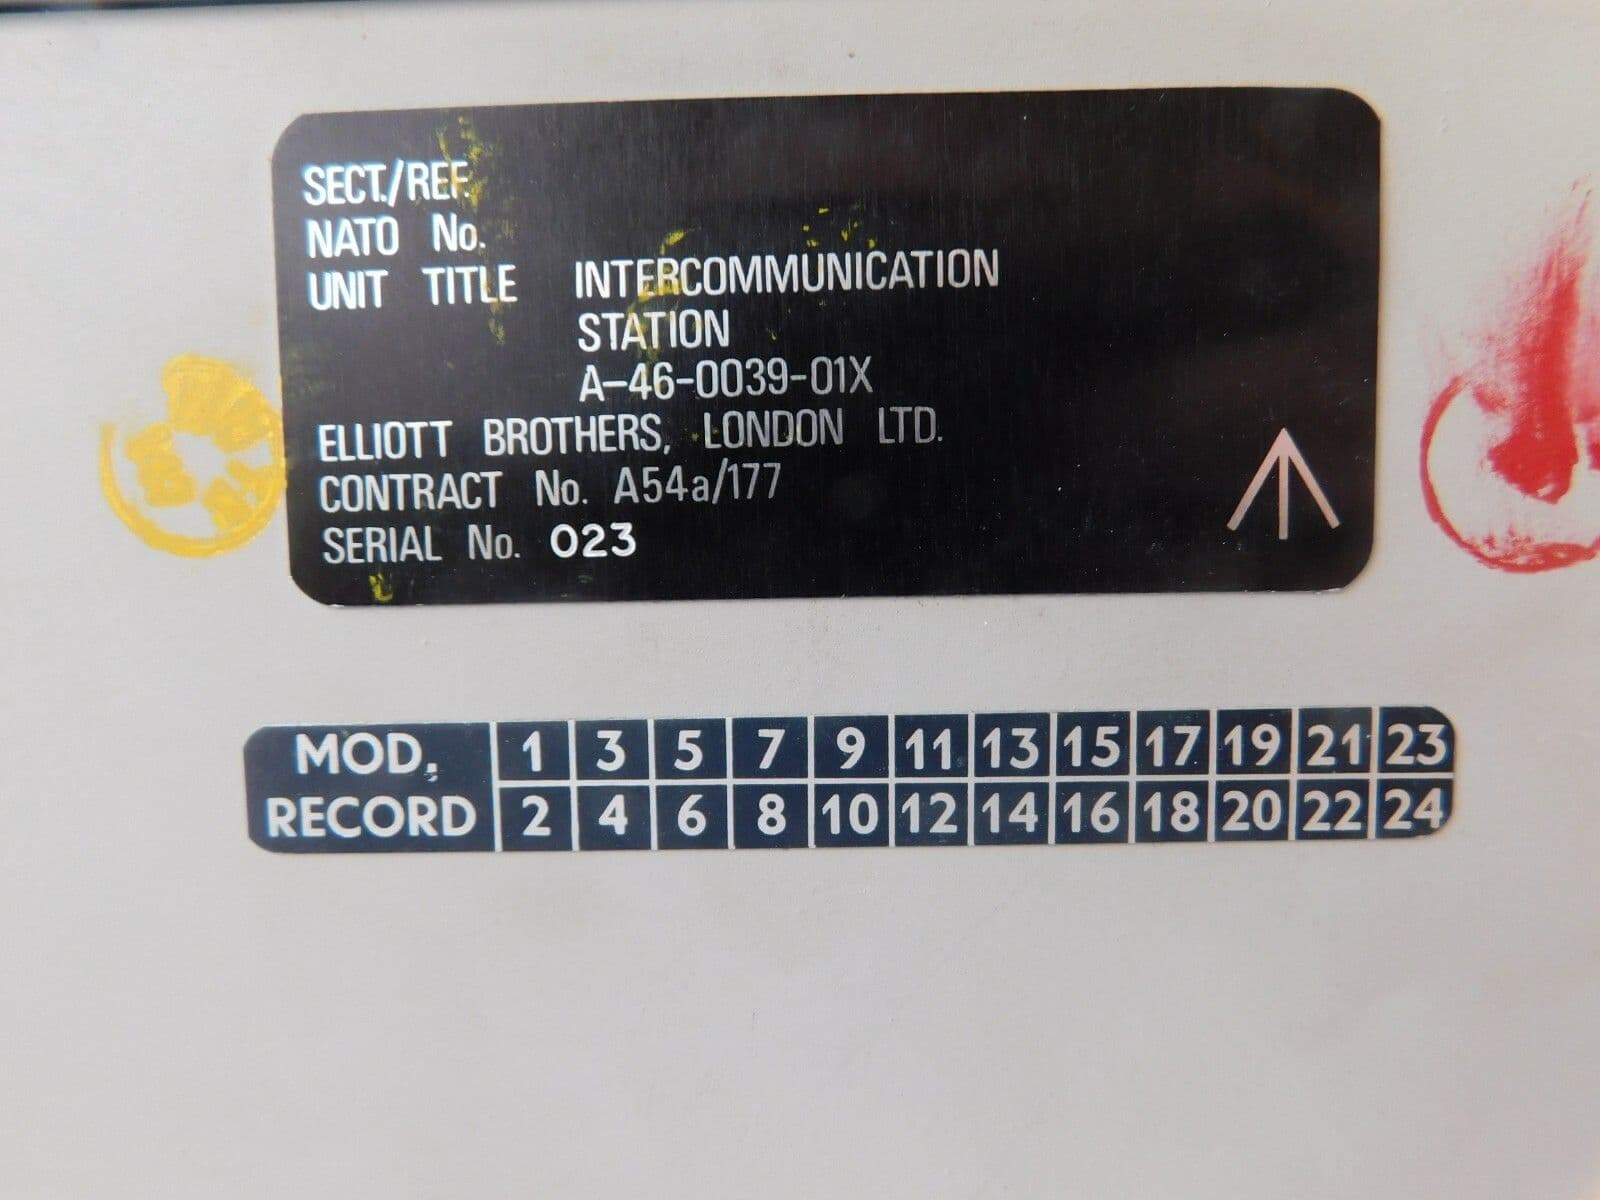 SECT./REF.
NATO No.
UNIT TITLE INTERCOMMUNICATION
STATION
A-46-0039-01X
ELLIOTT BROTHERS, LONDON LTD.
CONTRACT No. A54a/177
SERIAL No. 023
MOD. 1 3 5 7 9 11 13 15 17 19 21 23
RECORD 2 4 6 8 10 12 14 16 18 20 22 24